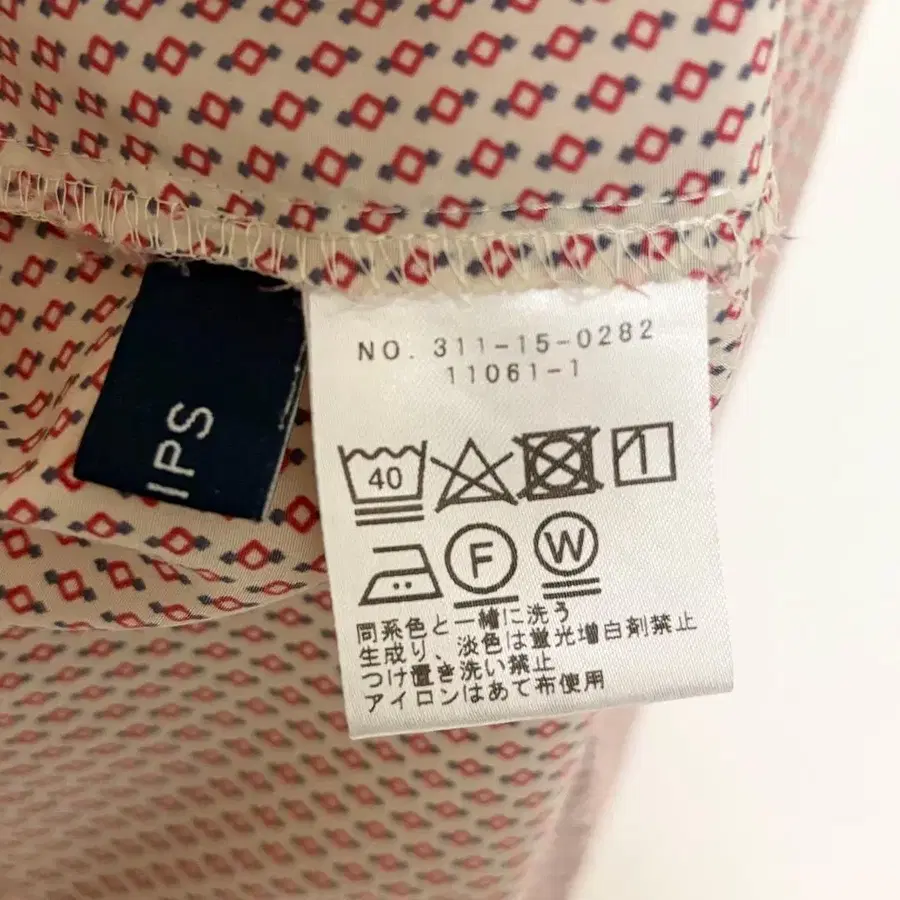 NO. 311-15-0282
11061-1
IPS
40
F
W
同系色と一緒に洗う
生成り、淡色は蛍光増白剤禁止
つけ置き洗い禁止
アイロンはあて布使用